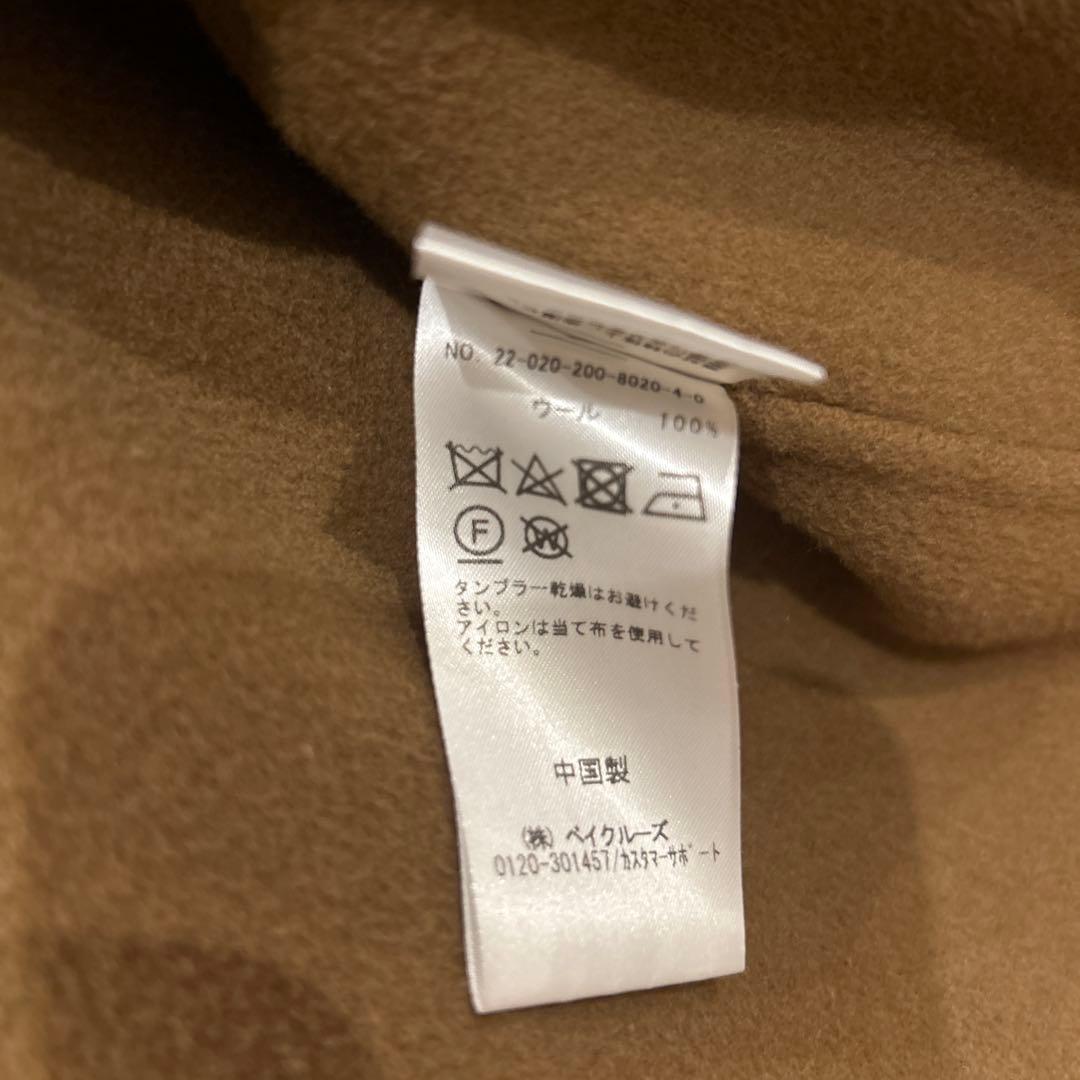 NO. 22-020-200-8020-4-0
ウール 100%
F
W
タンブラー乾燥はお避けくだ
さい。
アイロンは当て布を使用して
ください。
中国製
(株) ベイクルーズ
0120-301457/カスタマーサポート